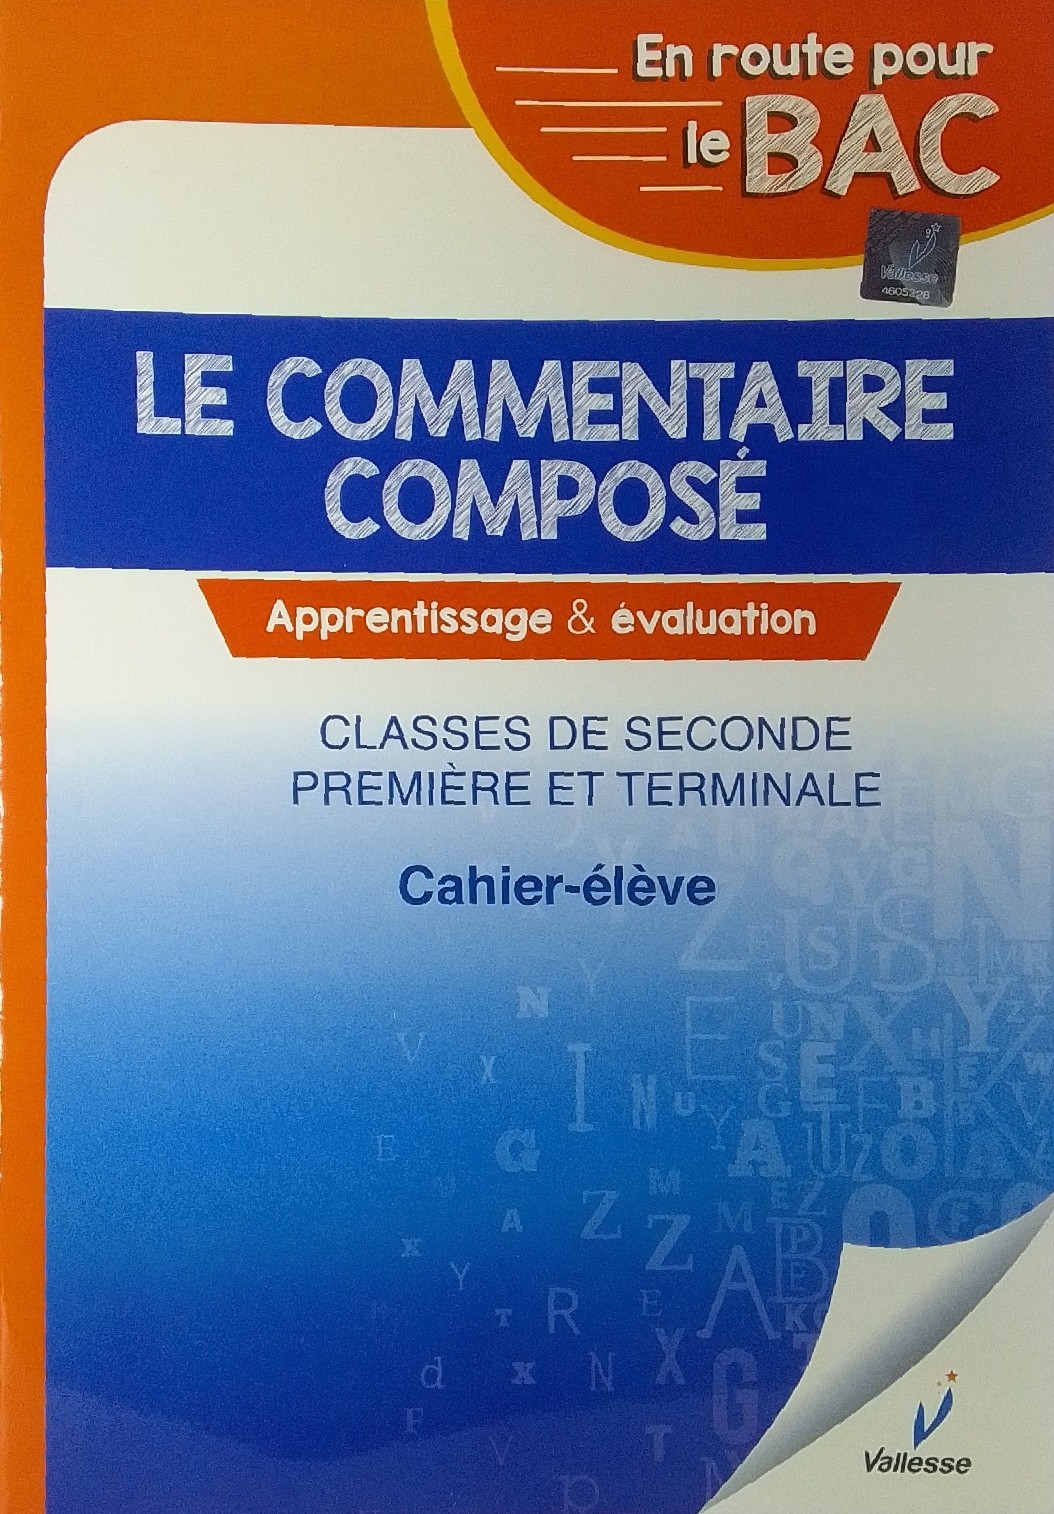 En route pour
le BAC
Vallesse
4605226
LE COMMENTAIRE
COMPOSÉ
Apprentissage & évaluation
CLASSES DE SECONDE
PREMIÈRE ET TERMINALE
Cahier-élève
Vallesse